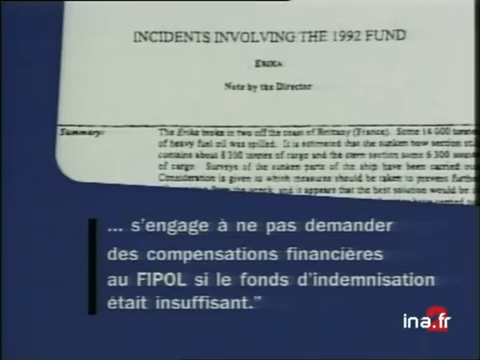 INCIDENTS INVOLVING THE 1992 FUND
ERIKA
Note by the Director
Summary: The Erika broke in two off the coast of Brittany (France). Some 14 000 tonnes
of heavy fuel oil was spilled. It is estimated that the sunken bow section still
contains about 8 300 tonnes of cargo and the stern section some 6 300
of cargo. Surveys of the sunken parts of the ship have been carried
Consideration is given to which measures should be taken to prevent further
and it appears that the best solution would be
... s'engage à ne pas demander
des compensations financières
au FIPOL si le fonds d'indemnisation
était insuffisant."
ina.fr